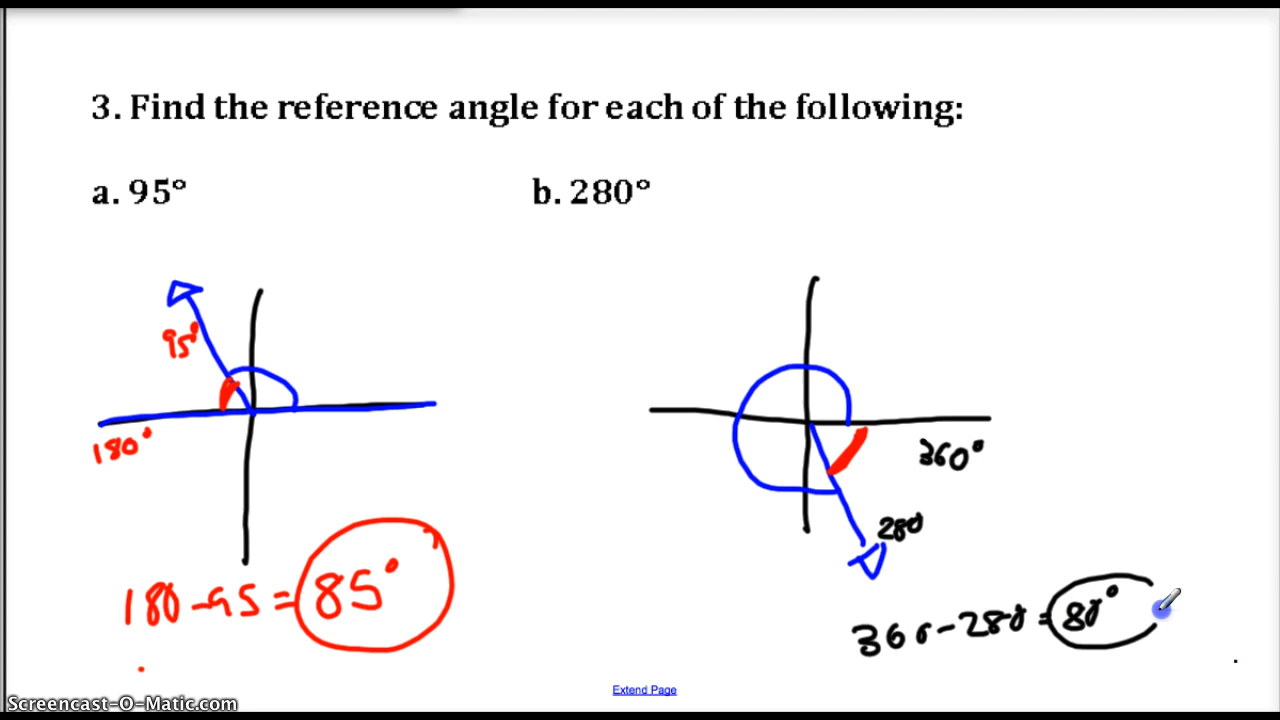 3. Find the reference angle for each of the following:
a. 95°
b. 280°
95°
180°
180-95=85°
360°
280
360-280=80°
Extend Page
Screencast-O-Matic.com